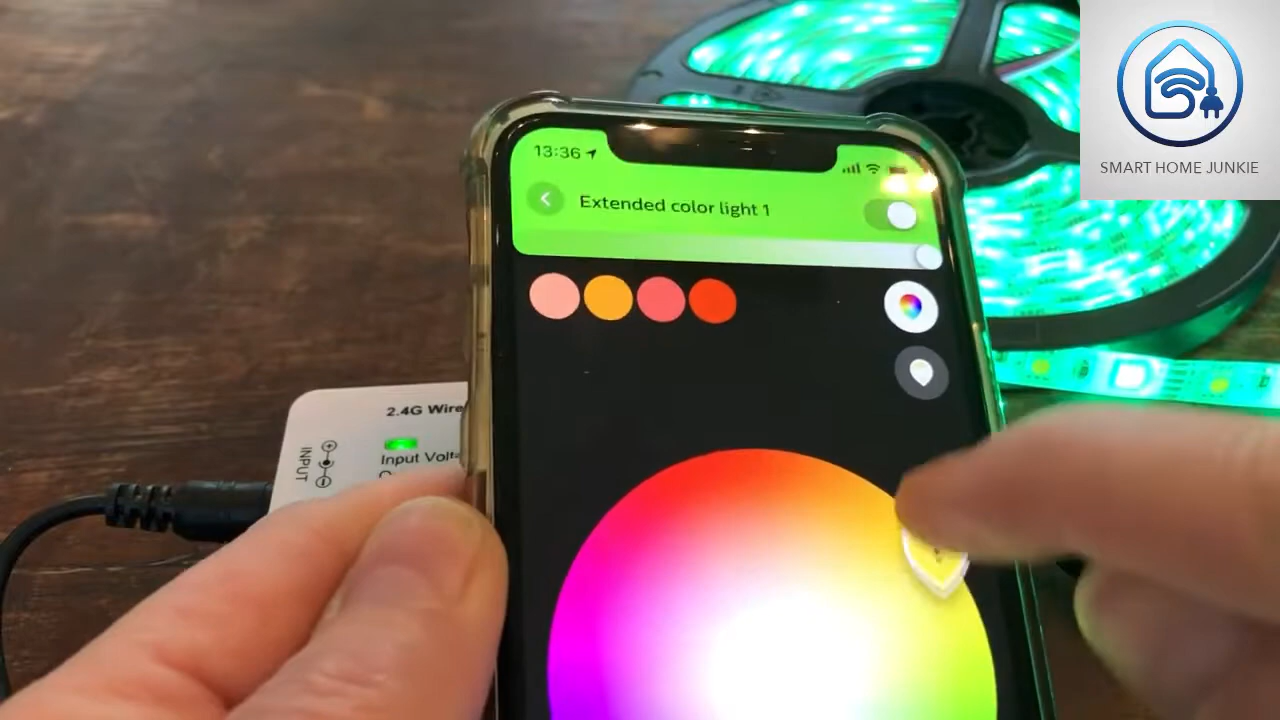 13:36
Extended color light 1
SMART HOME JUNKIE
2.4G Wire
Input Volt
INPUT